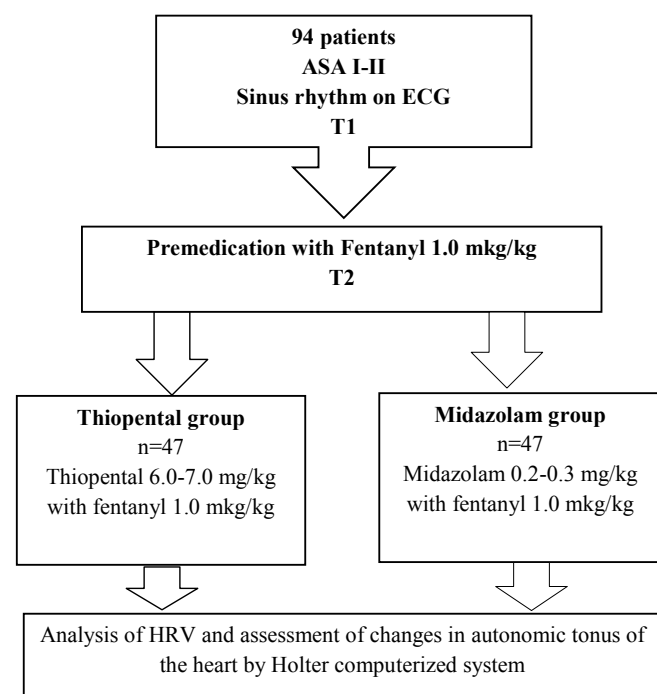 94 patients
ASA I-II
Sinus rhythm on ECG
T1
Premedication with Fentanyl 1.0 mkg/kg
T2
Thiopental group
n=47
Thiopental 6.0-7.0 mg/kg
with fentanyl 1.0 mkg/kg
Midazolam group
n=47
Midazolam 0.2-0.3 mg/kg
with fentanyl 1.0 mkg/kg
Analysis of HRV and assessment of changes in autonomic tonus of
the heart by Holter computerized system